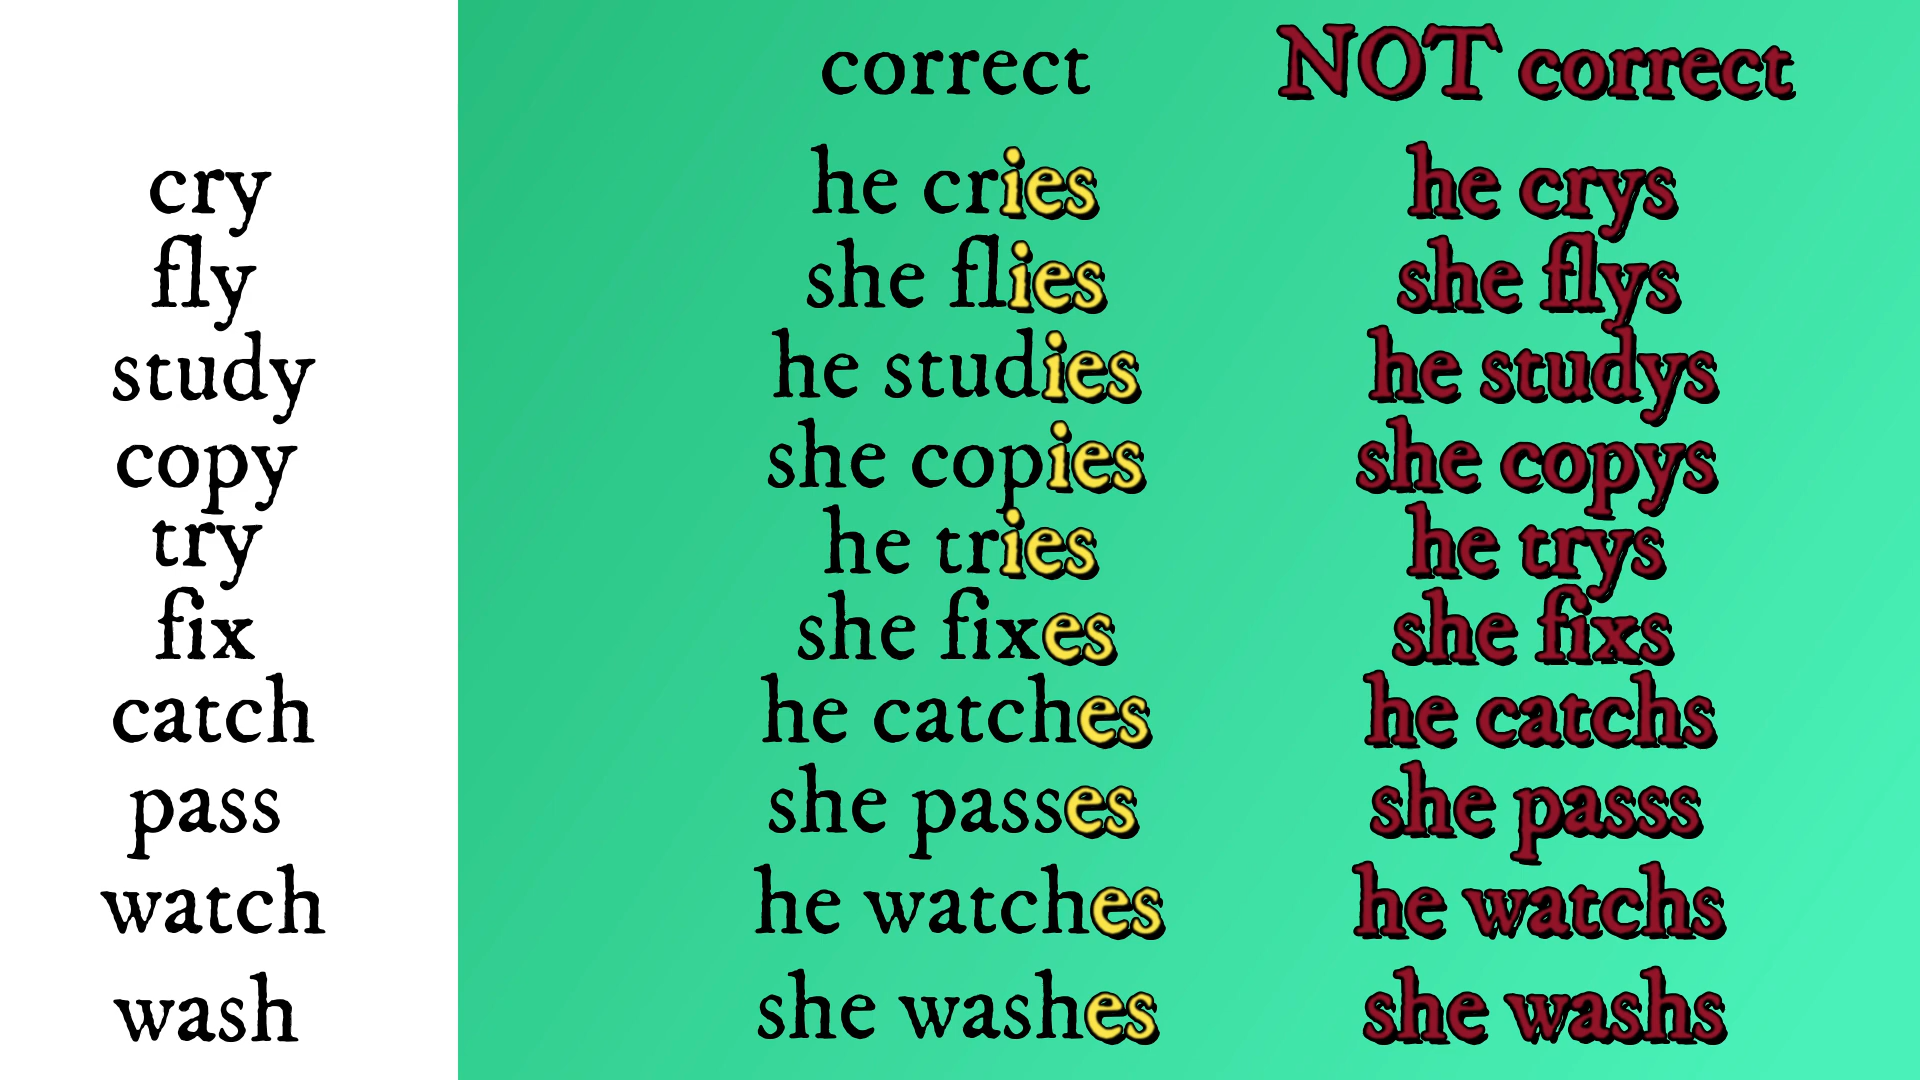 correct NOT correct
cry he cries he crys
fly she flies she flys
study he studies he studys
copy she copies she copys
try he tries he trys
fix she fixes she fixs
catch he catches he catchs
pass she passes she passs
watch he watches he watchs
wash she washes she washs